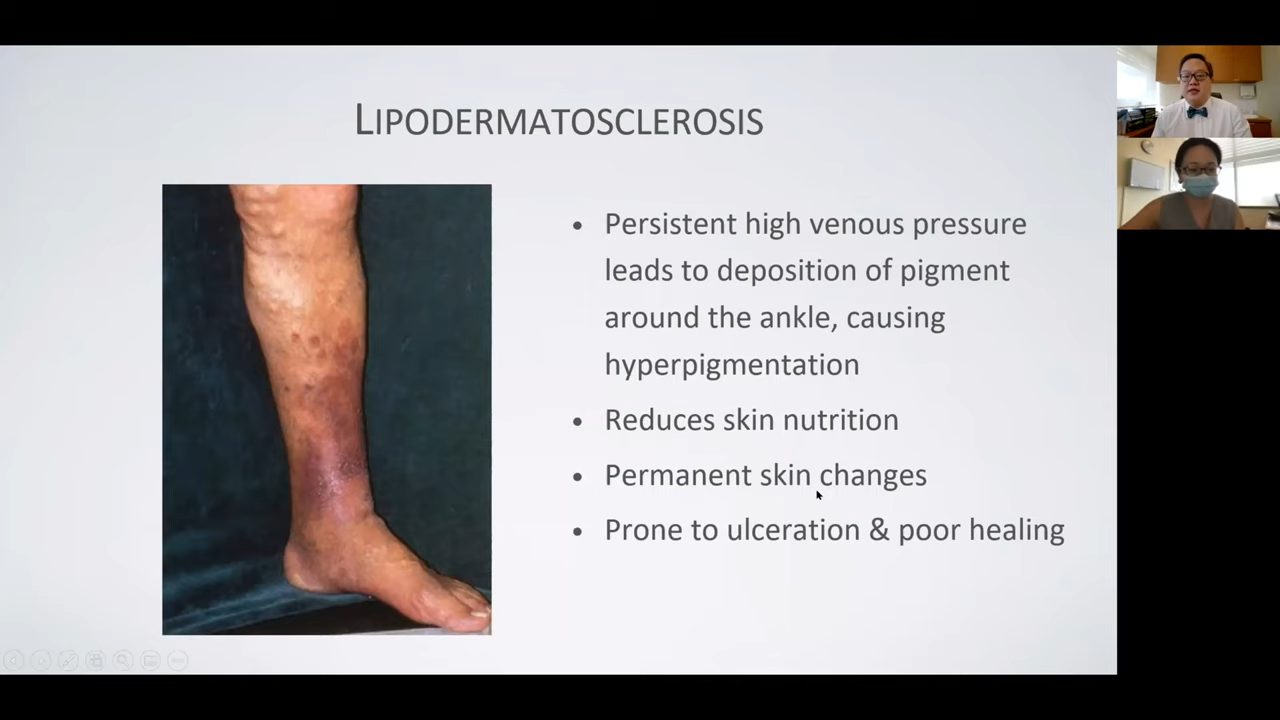 LIPODERMATOSCLEROSIS
• Persistent high venous pressure
leads to deposition of pigment
around the ankle, causing
hyperpigmentation
• Reduces skin nutrition
• Permanent skin changes
• Prone to ulceration & poor healing